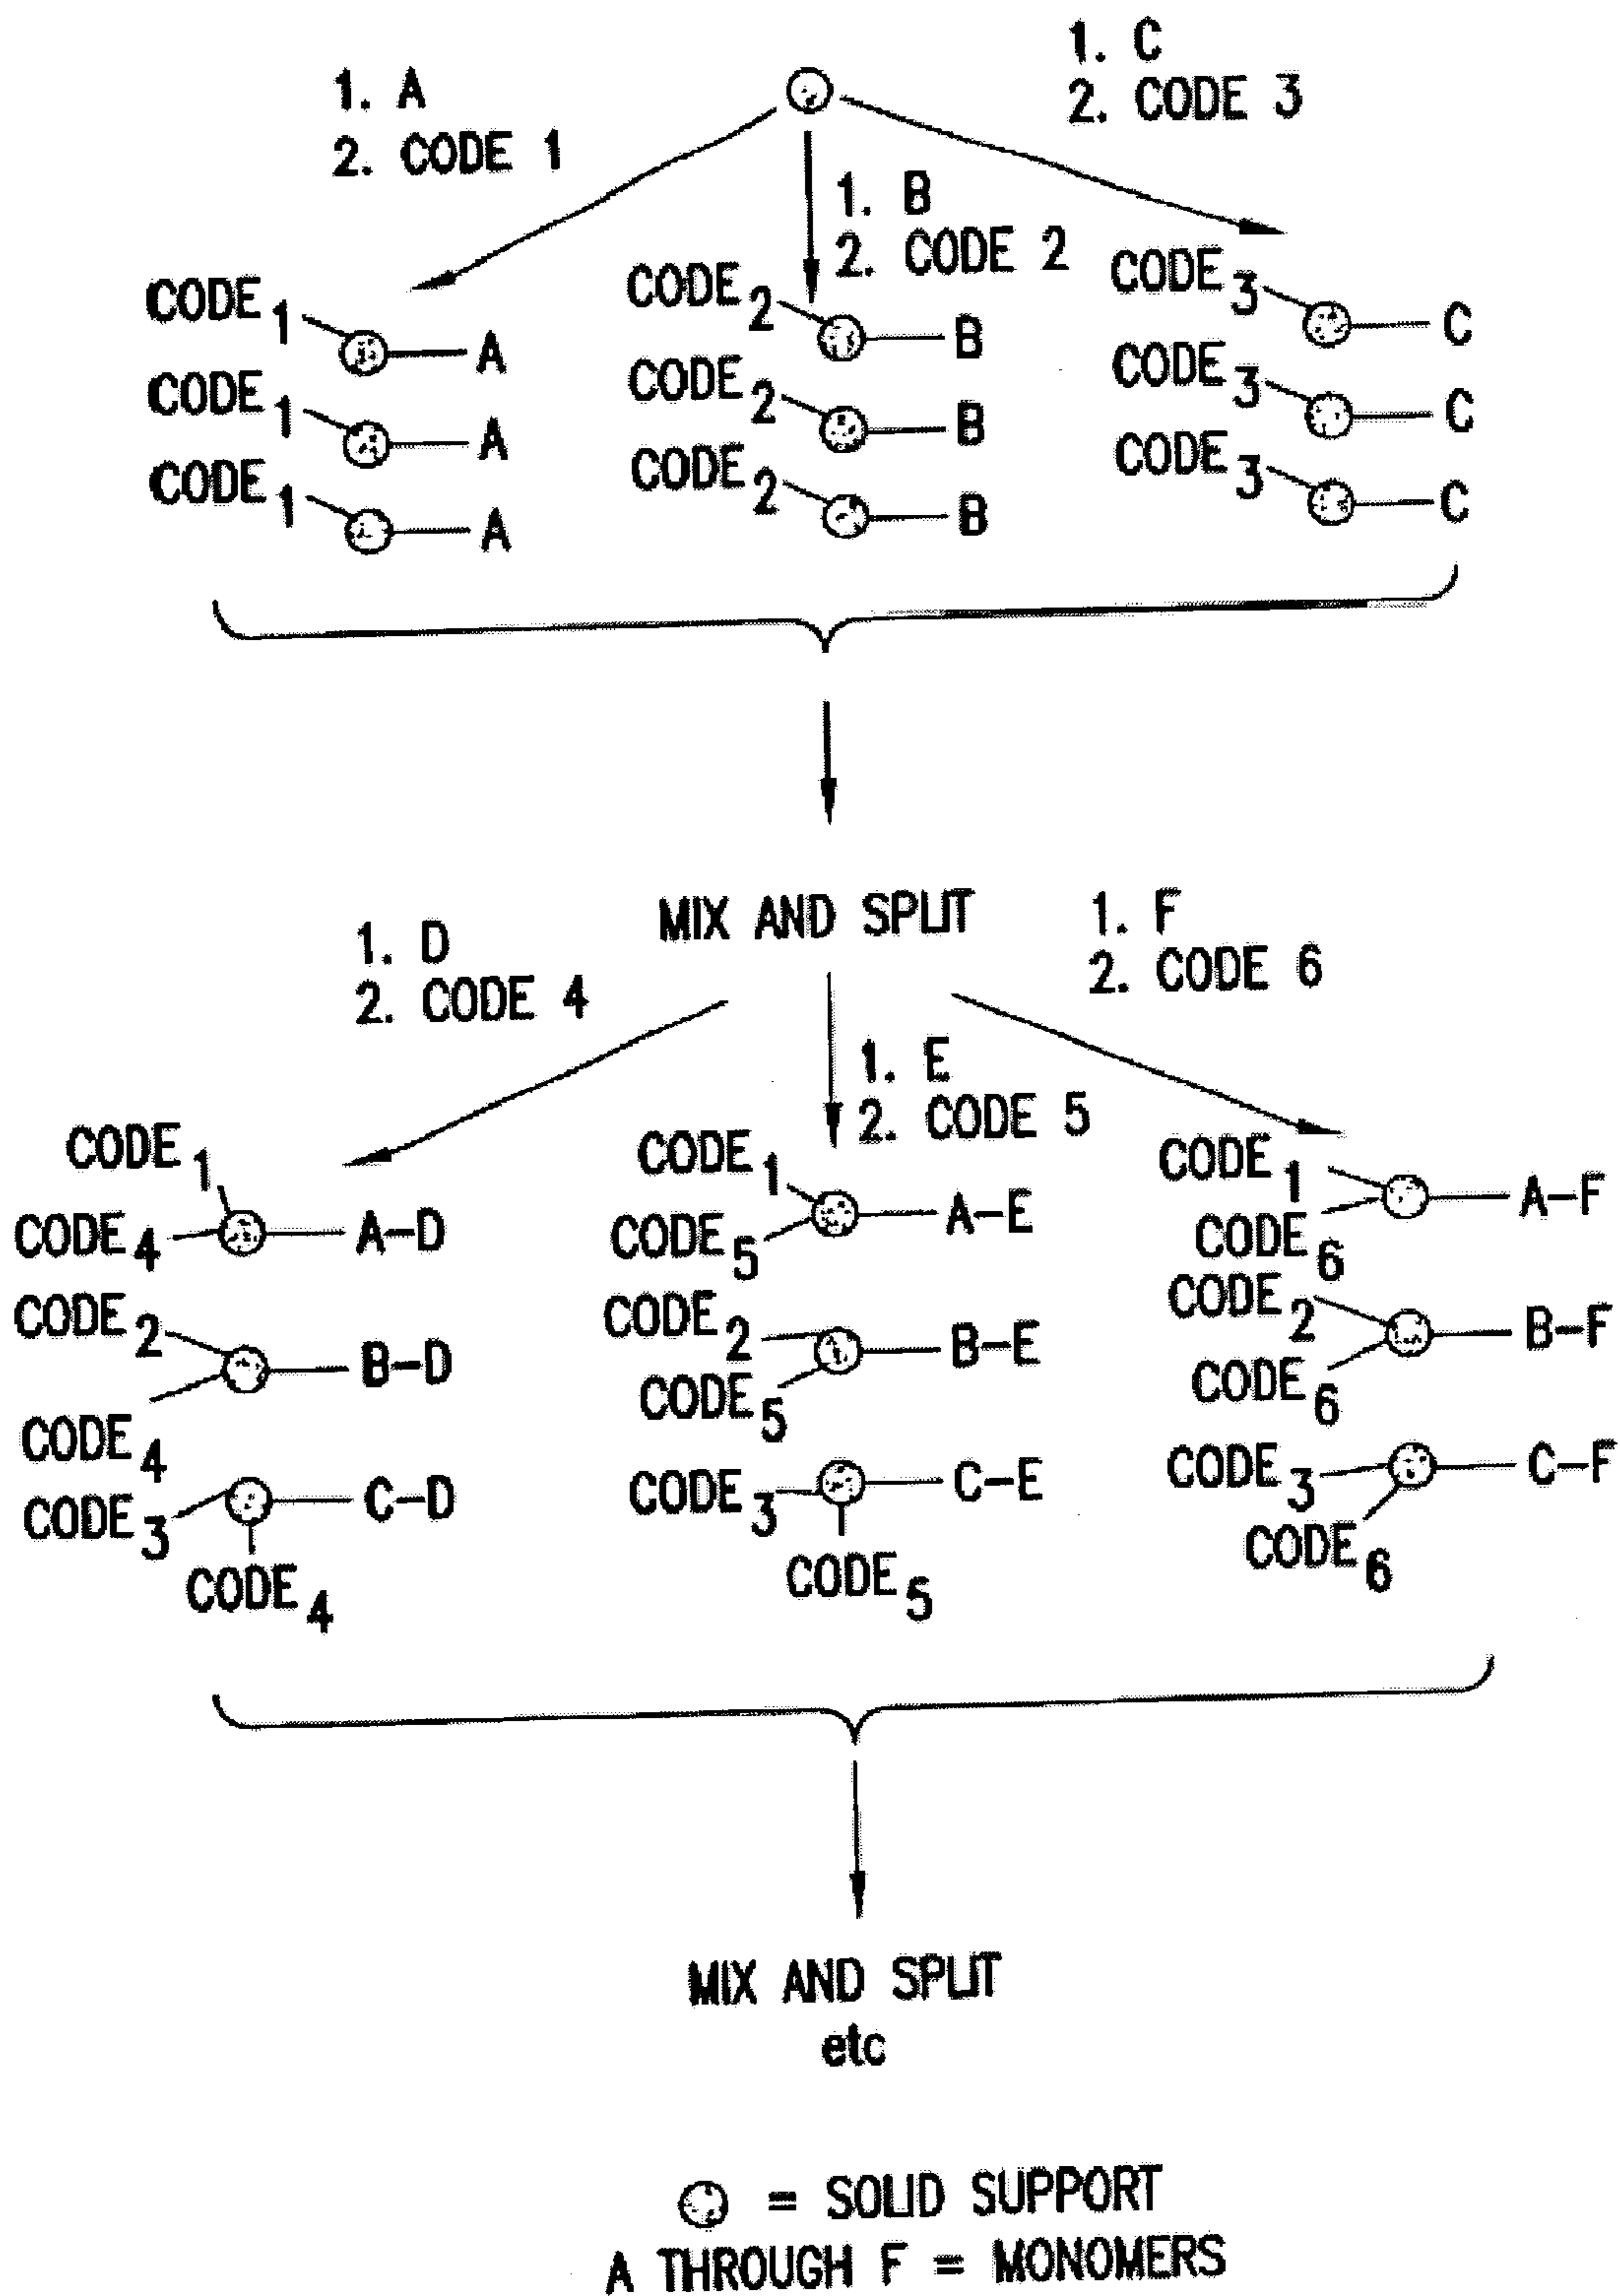 1. A
2. CODE 1
1. C
2. CODE 3
1. B
2. CODE 2
CODE 1 A
CODE 1 A
CODE 1 A
CODE 2 B
CODE 2 B
CODE 2 B
CODE 3 C
CODE 3 C
CODE 3 C
MIX AND SPLIT
1. D
2. CODE 4
1. E
2. CODE 5
1. F
2. CODE 6
CODE 1
CODE 4 A-D
CODE 2
B-D
CODE 4
CODE 3 C-D
CODE 4
CODE 1
A-E
CODE 5
CODE 2 B-E
CODE 5
CODE 3 C-E
CODE 5
CODE 1 A-F
CODE 6
CODE 2 B-F
CODE 6
CODE 3 C-F
CODE 6
MIX AND SPLIT
etc
= SOLID SUPPORT
A THROUGH F = MONOMERS